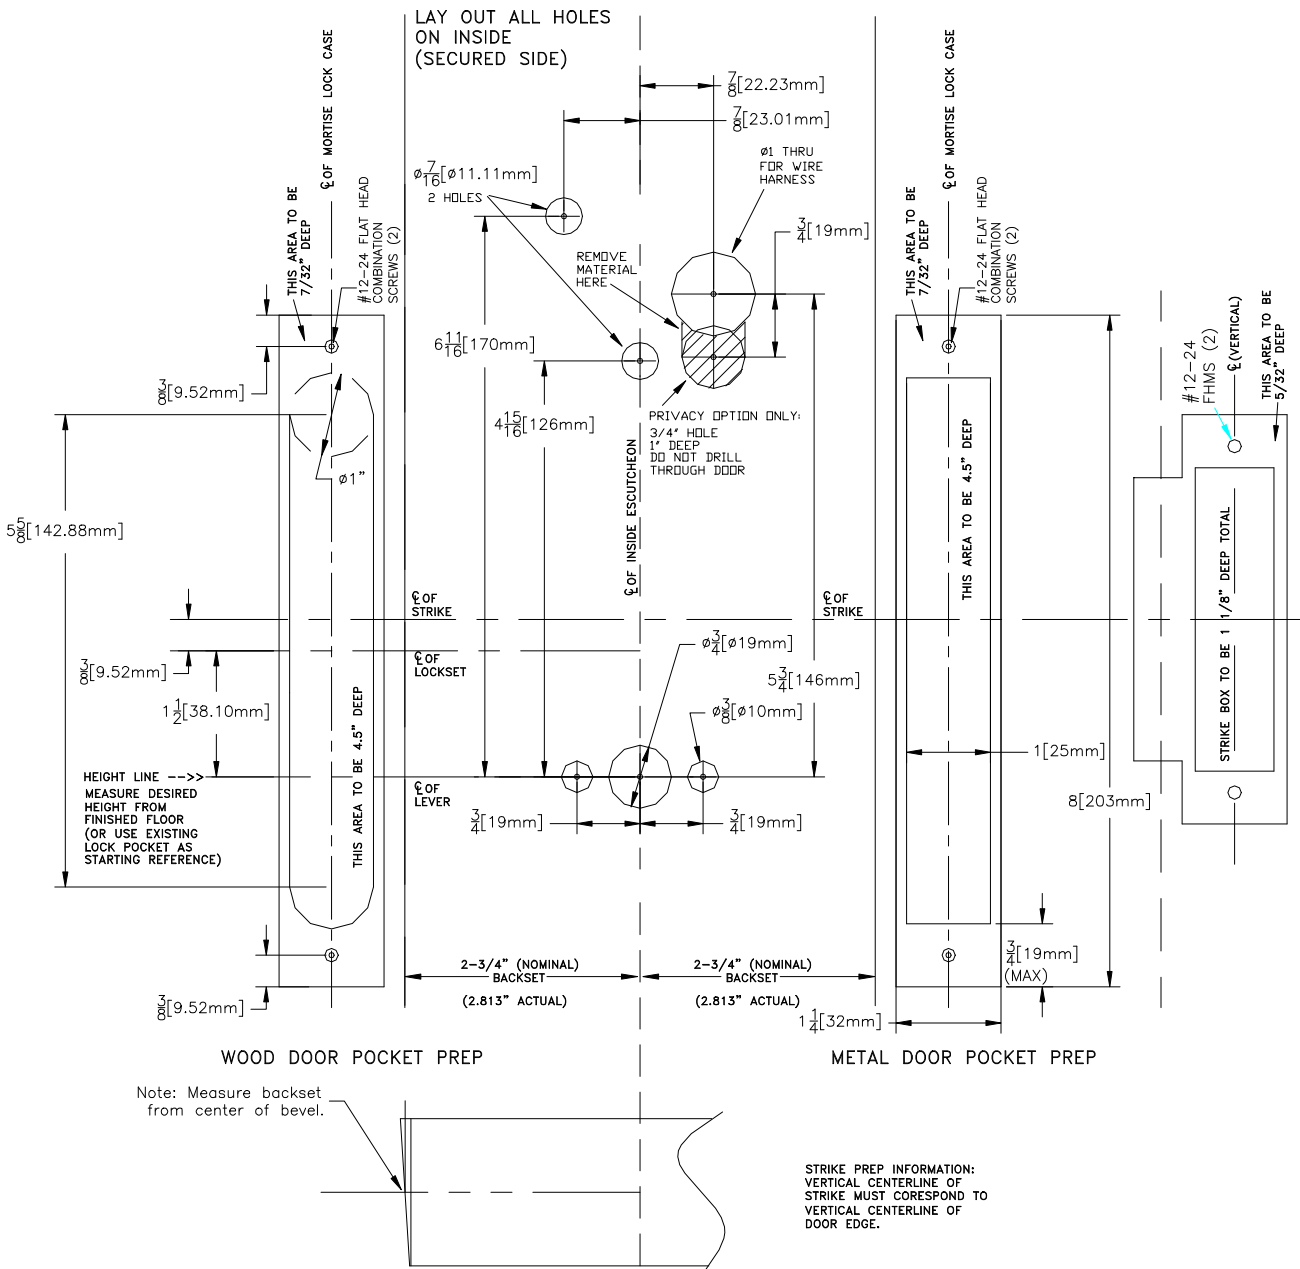 LAY OUT ALL HOLES
ON INSIDE
(SECURED SIDE)
7/8[22.23mm]
7/8[23.01mm]
℄ OF MORTISE LOCK CASE
THIS AREA TO BE
7/32" DEEP
#12-24 FLAT HEAD
COMBINATION
SCREWS (2)
ø7/16[ø11.11mm]
2 HOLES
ø1 THRU
FOR WIRE
HARNESS
3/4[19mm]
REMOVE
MATERIAL
HERE
℄ OF MORTISE LOCK CASE
THIS AREA TO BE
7/32" DEEP
#12-24 FLAT HEAD
COMBINATION
SCREWS (2)
#12-24
FHMS (2)
℄ (VERTICAL)
THIS AREA TO BE
5/32" DEEP
3/8[9.52mm]
6 11/16[170mm]
4 15/16[126mm]
PRIVACY OPTION ONLY:
3/4" HOLE
1" DEEP
DO NOT DRILL
THROUGH DOOR
ø1"
5 5/8[142.88mm]
℄ OF INSIDE ESCUTCHEON
THIS AREA TO BE 4.5" DEEP
℄ OF
STRIKE
℄ OF
STRIKE
STRIKE BOX TO BE 1 1/8" DEEP TOTAL
3/8[9.52mm]
℄ OF
LOCKSET
ø3/4[ø19mm]
5 3/4[146mm]
1 1/2[38.10mm]
ø3/8[ø10mm]
THIS AREA TO BE 4.5" DEEP
1[25mm]
HEIGHT LINE -->>
MEASURE DESIRED
HEIGHT FROM
FINISHED FLOOR
(OR USE EXISTING
LOCK POCKET AS
STARTING REFERENCE)
℄ OF
LEVER
3/4[19mm]
3/4[19mm]
8[203mm]
2-3/4" (NOMINAL)
BACKSET
(2.813" ACTUAL)
2-3/4" (NOMINAL)
BACKSET
(2.813" ACTUAL)
3/4[19mm]
(MAX)
3/8[9.52mm]
1 1/4[32mm]
WOOD DOOR POCKET PREP
METAL DOOR POCKET PREP
Note: Measure backset
from center of bevel.
STRIKE PREP INFORMATION:
VERTICAL CENTERLINE OF
STRIKE MUST CORESPOND TO
VERTICAL CENTERLINE OF
DOOR EDGE.